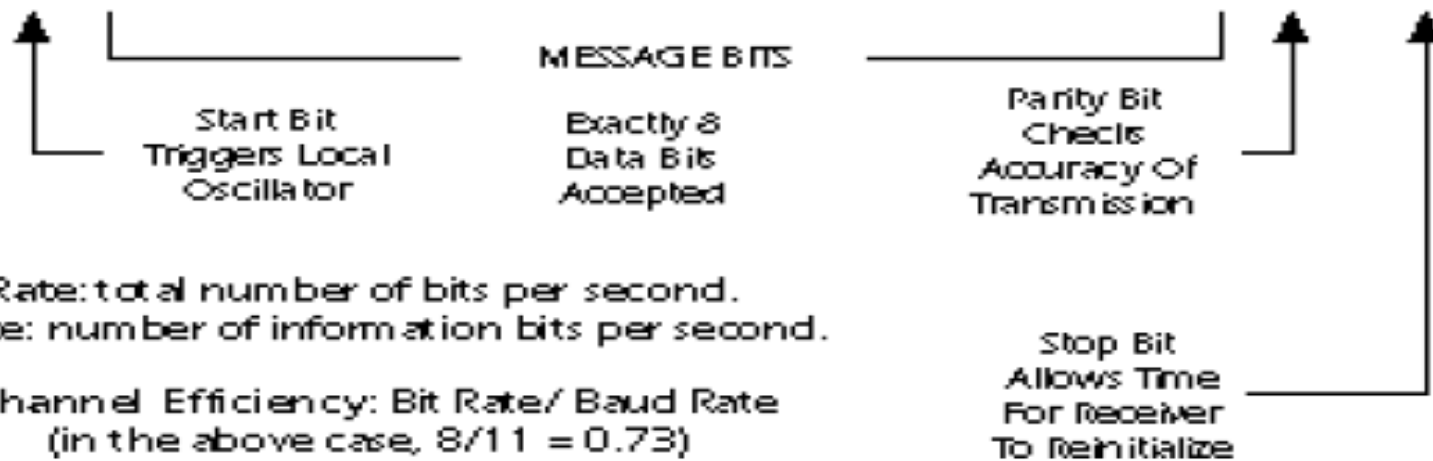 MESSAGE BITS
Start Bit
Triggers Local
Oscillator
Exactly 8
Data Bits
Accepted
Parity Bit
Checks
Accuracy Of
Transmission
Rate: total number of bits per second.
number of information bits per second.
Channel Efficiency: Bit Rate/ Baud Rate
(in the above case, 8/11 = 0.73)
Stop Bit
Allows Time
For Receiver
To Reinitialize